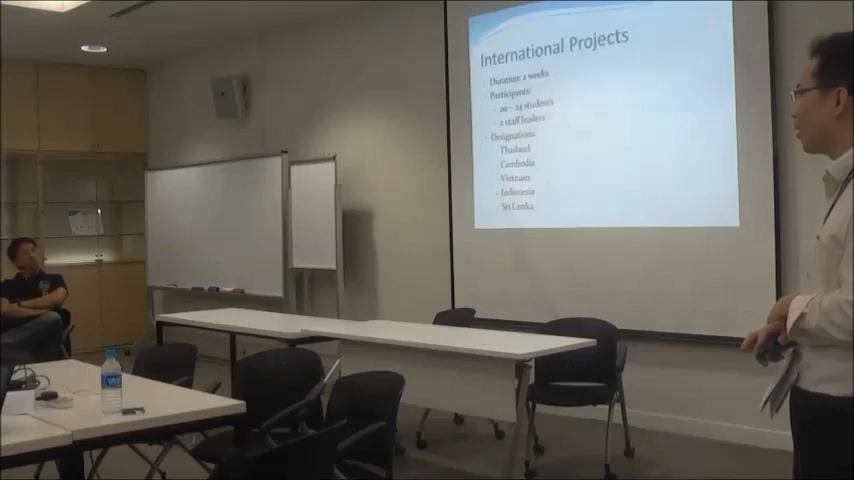 International Projects
- Duration: 2 weeks
- Participants:
- 20 – 24 students
- 2 staff leaders
- Designations:
- Thailand
- Cambodia
- Vietnam
- Indonesia
- Sri Lanka